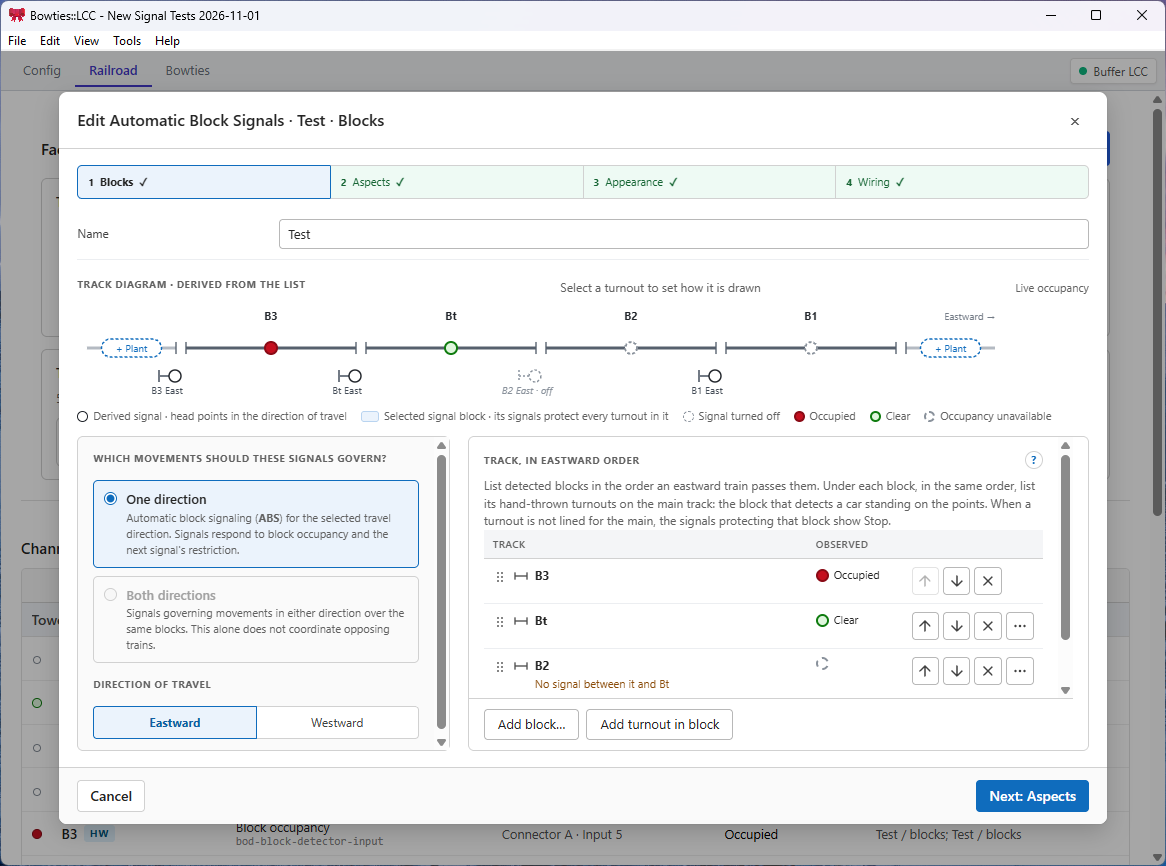 Bowties::LCC - New Signal Tests 2026-11-01
File Edit View Tools Help
Config Railroad Bowties Buffer LCC
Edit Automatic Block Signals · Test · Blocks
1 Blocks ✓ 2 Aspects ✓ 3 Appearance ✓ 4 Wiring ✓
Name Test
TRACK DIAGRAM · DERIVED FROM THE LIST Select a turnout to set how it is drawn Live occupancy
B3 Bt B2 B1 Eastward →
+ Plant + Plant
B3 East Bt East B2 East · off B1 East
Derived signal · head points in the direction of travel Selected signal block · its signals protect every turnout in it Signal turned off Occupied Clear Occupancy unavailable
WHICH MOVEMENTS SHOULD THESE SIGNALS GOVERN?
One direction
Automatic block signaling (ABS) for the selected travel
direction. Signals respond to block occupancy and the
next signal's restriction.
Both directions
Signals governing movements in either direction over the
same blocks. This alone does not coordinate opposing
trains.
DIRECTION OF TRAVEL
Eastward Westward
TRACK, IN EASTWARD ORDER ?
List detected blocks in the order an eastward train passes them. Under each block, in the same order, list
its hand-thrown turnouts on the main track: the block that detects a car standing on the points. When a
turnout is not lined for the main, the signals protecting that block show Stop.
TRACK OBSERVED
B3 Occupied
Bt Clear
B2
No signal between it and Bt
Add block... Add turnout in block
Cancel Next: Aspects
Fa
Chann
Towe
B3 HW Block occupancy Connector A · Input 5 Occupied Test / blocks; Test / blocks
bod-block-detector-input